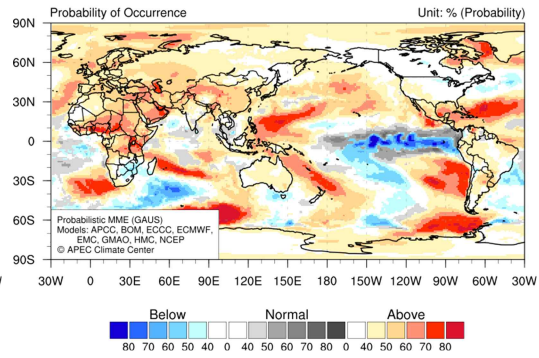 Probability of Occurrence Unit: % (Probability)
90N
60N
30N
0
30S
60S
90S
Probabilistic MME (GAUS)
Models: APCC, BOM, ECCC, ECMWF,
EMC, GMAO, HMC, NCEP
© APEC Climate Center
W 30W 0 30E 60E 90E 120E 150E 180 150W 120W 90W 60W 30W
Below Normal Above
80 70 60 50 40 0 40 50 60 70 80 0 40 50 60 70 80